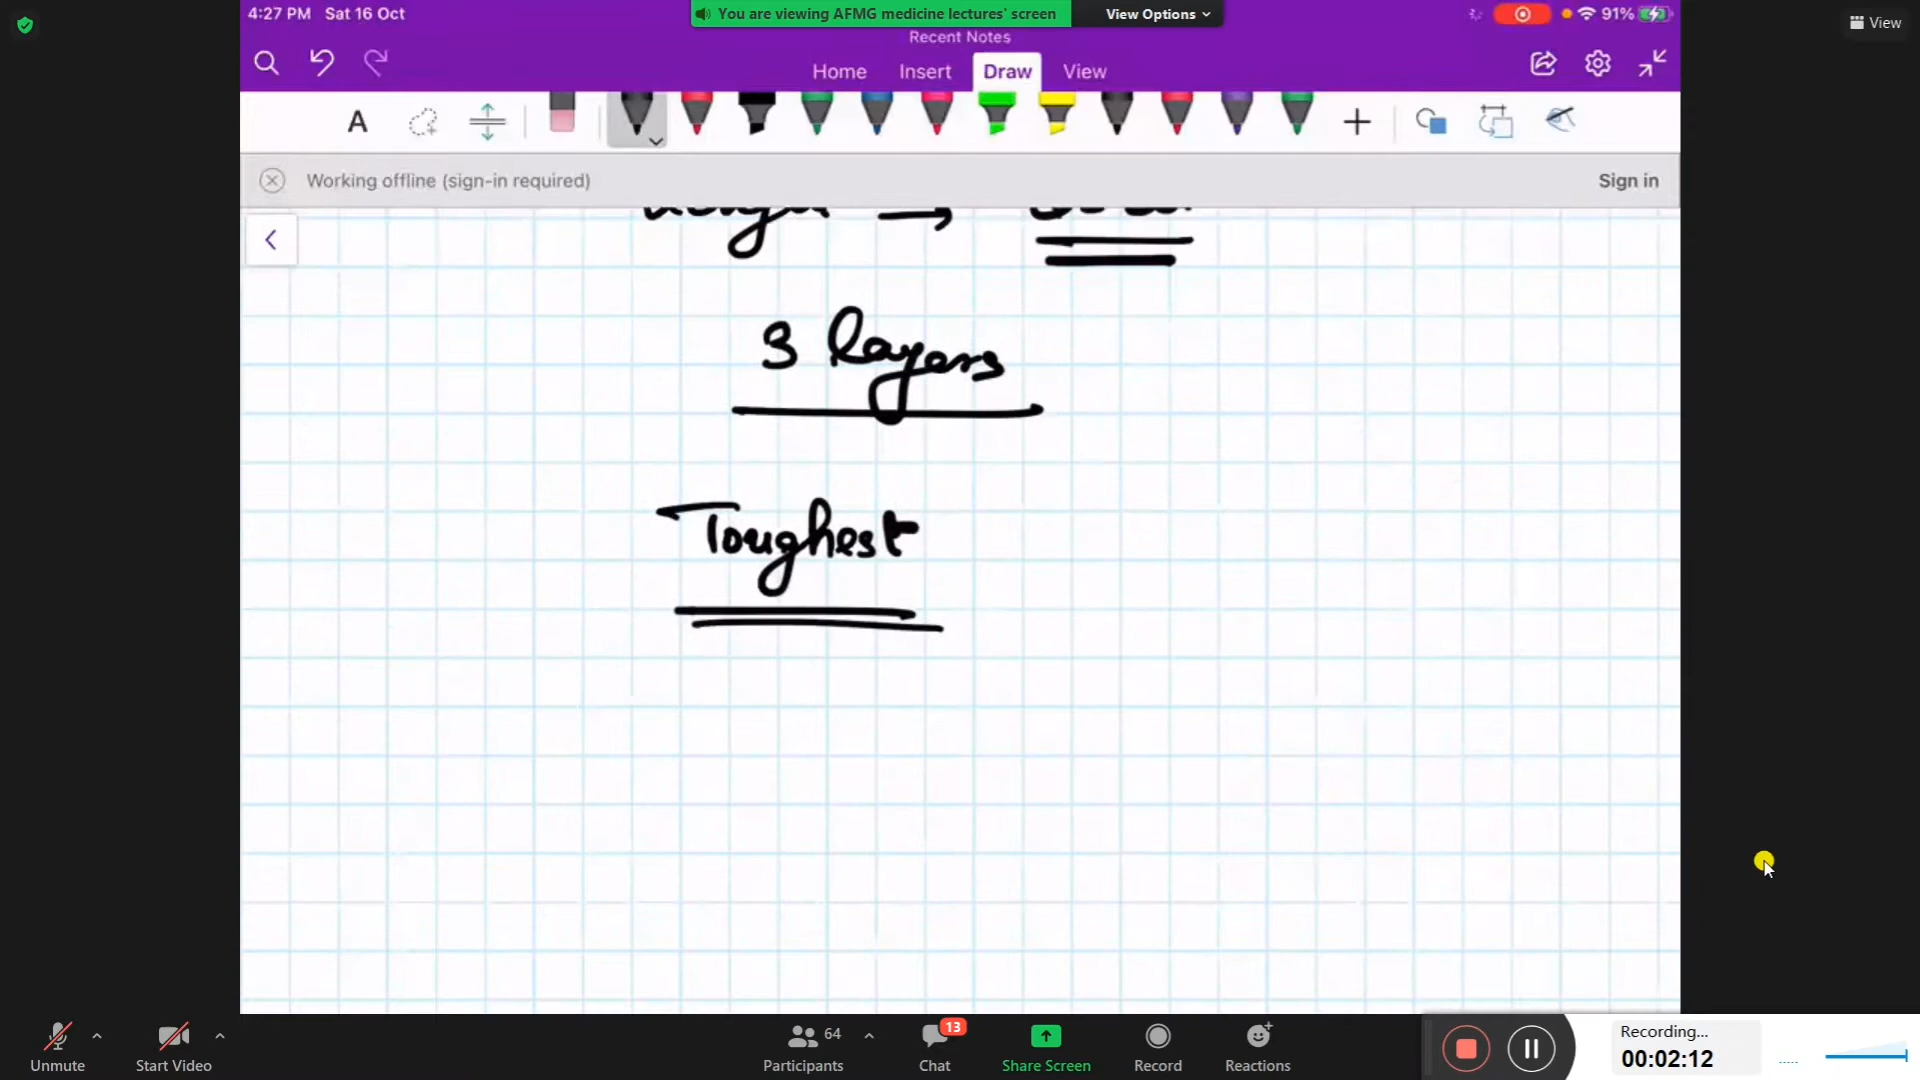 4:27 PM Sat 16 Oct
You are viewing AFMG medicine lectures' screen
View Options
91%
View
Recent Notes
Home Insert Draw View
A
Working offline (sign-in required)
Sign in
3 layers
Toughest
Unmute
Start Video
64
Participants
13
Chat
Share Screen
Record
Reactions
Recording...
00:02:12